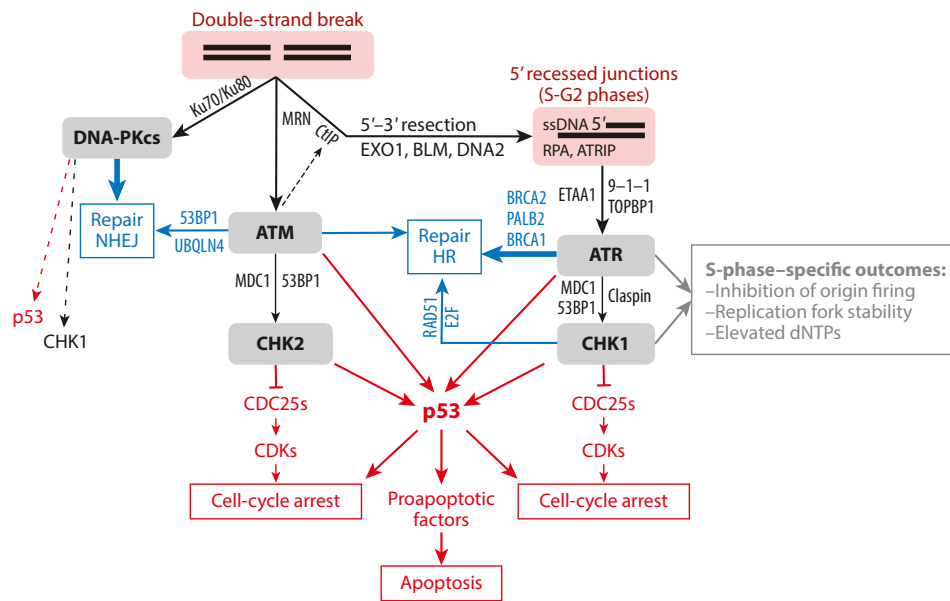 Double-strand break
Ku70/Ku80
MRN
CtIP
5′–3′ resection
EXO1, BLM, DNA2
5′ recessed junctions
(S-G2 phases)
ssDNA 5′
RPA, ATRIP
DNA-PKcs
ETAA1
9–1–1
TOPBP1
BRCA2
PALB2
BRCA1
Repair
NHEJ
53BP1
UBQLN4
ATM
Repair
HR
ATR
S-phase–specific outcomes:
–Inhibition of origin firing
–Replication fork stability
–Elevated dNTPs
MDC1
53BP1
RAD51
E2F
MDC1
53BP1
Claspin
p53
CHK1
CHK2
CHK1
CDC25s
p53
CDC25s
CDKs
CDKs
Cell-cycle arrest
Proapoptotic
factors
Cell-cycle arrest
Apoptosis